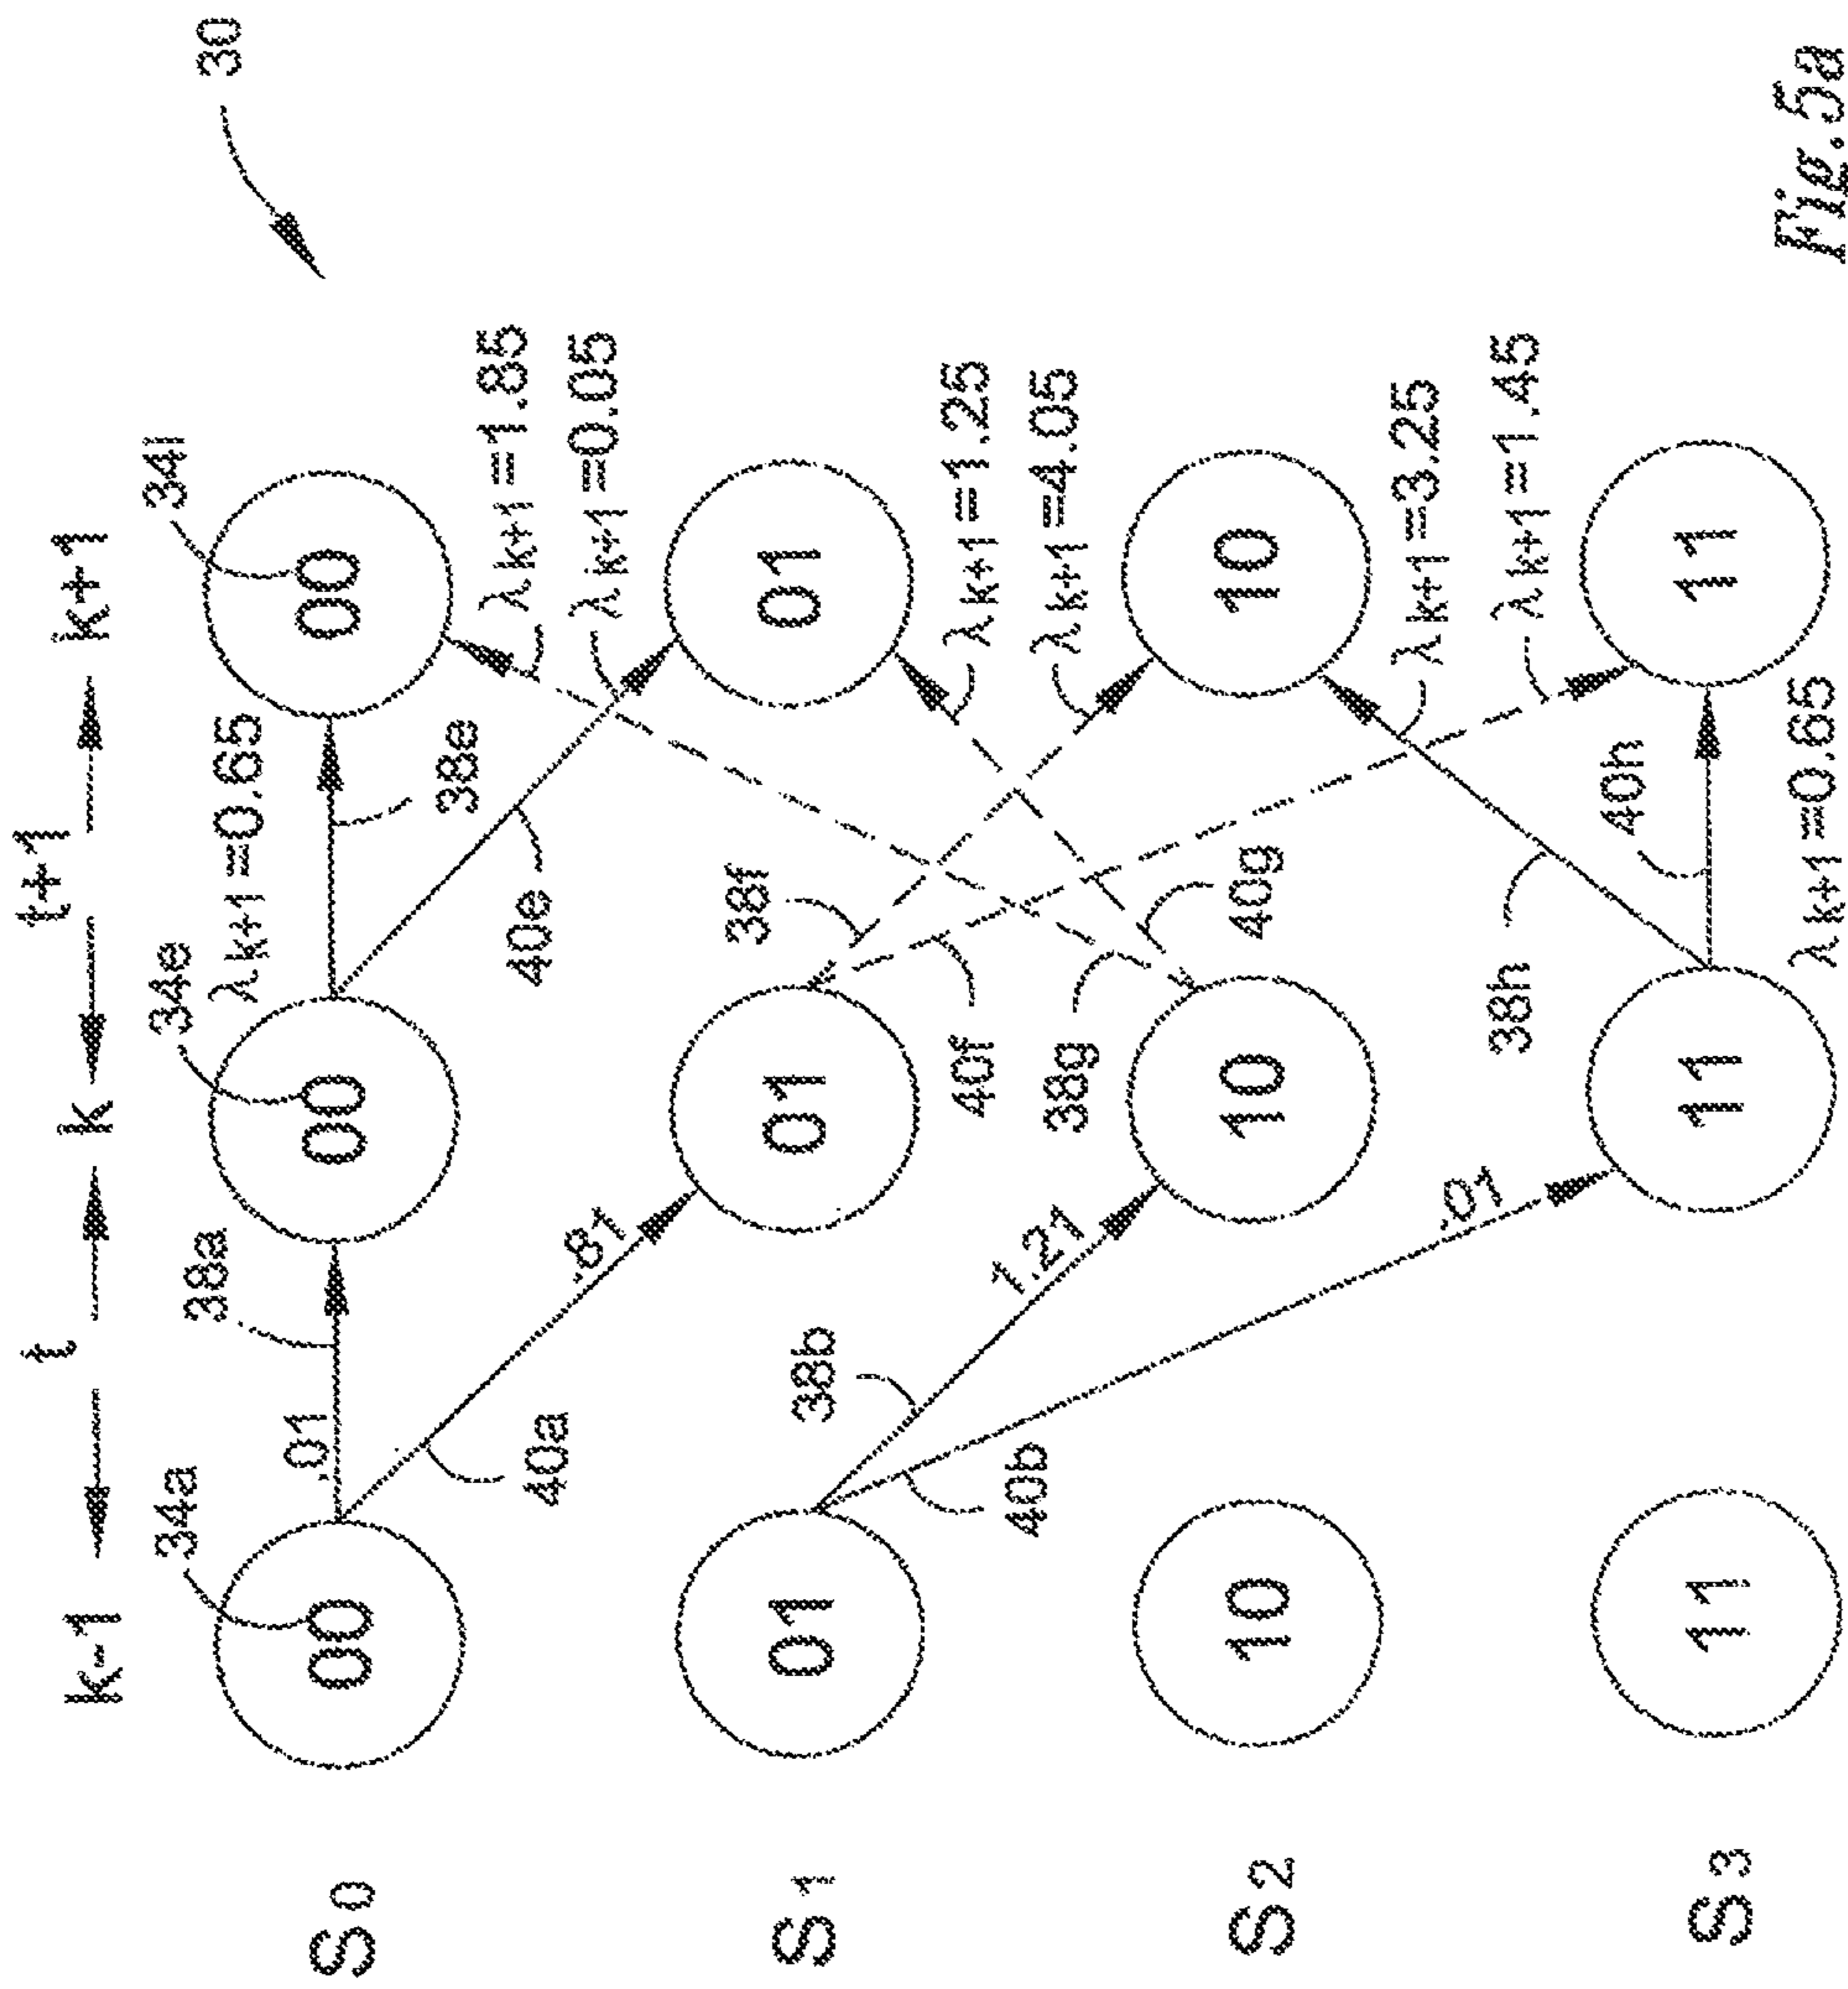 t t+1
k-1 k k+1
30
34a 38a 34e 34i
.01 λk+1=0.65
S0 00 00 00
38e
λk+1=1.85
40a .81 40e λk+1=0.05
S1 01 01 01
38b 38f
λk+1=1.25
40b 1.21 40f λk+1=4.05
38g
S2 10 10 10
40g
λk+1=3.25
.01 38h λk+1=1.45
40h
S3 11 11 11
λk+1=0.65
Fig.5a